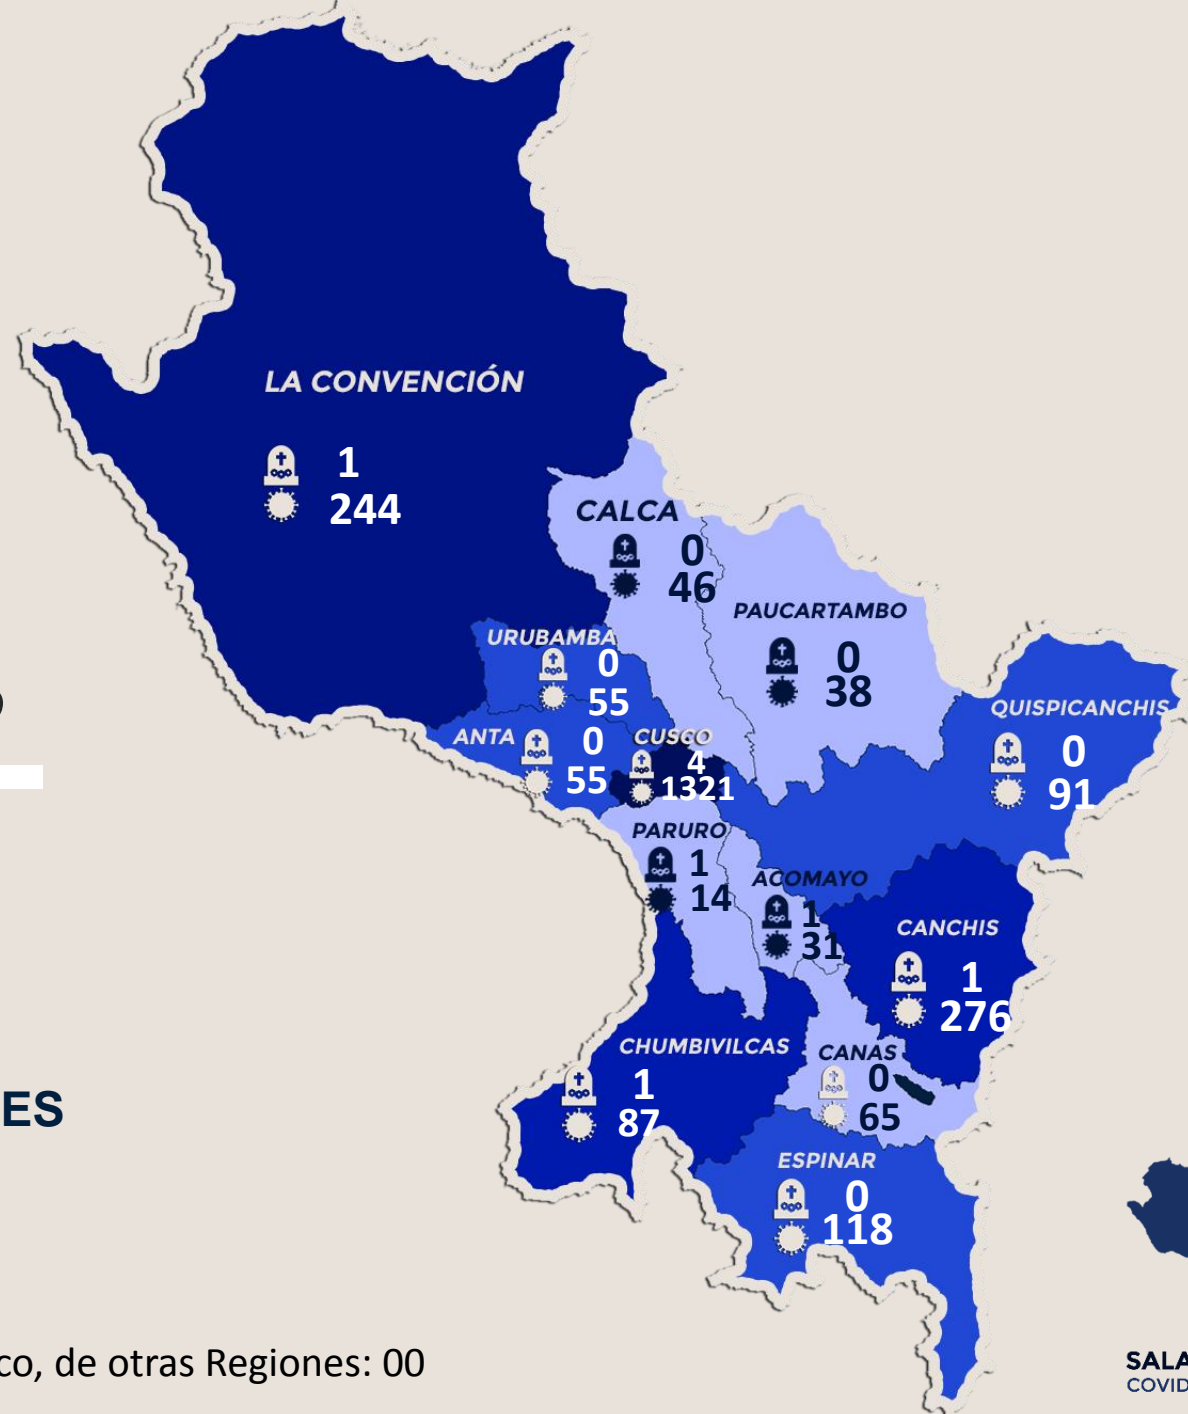 LA CONVENCIÓN
1
244
CALCA
0
46
PAUCARTAMBO
0
38
URUBAMBA
0
55
QUISPICANCHIS
0
91
ANTA
0
55
CUSCO
4
1321
PARURO
1
14
ACOMAYO
1
31
CANCHIS
1
276
CHUMBIVILCAS
1
87
CANAS
0
65
ES
ESPINAR
0
118
co, de otras Regiones: 00
SALA
COVID